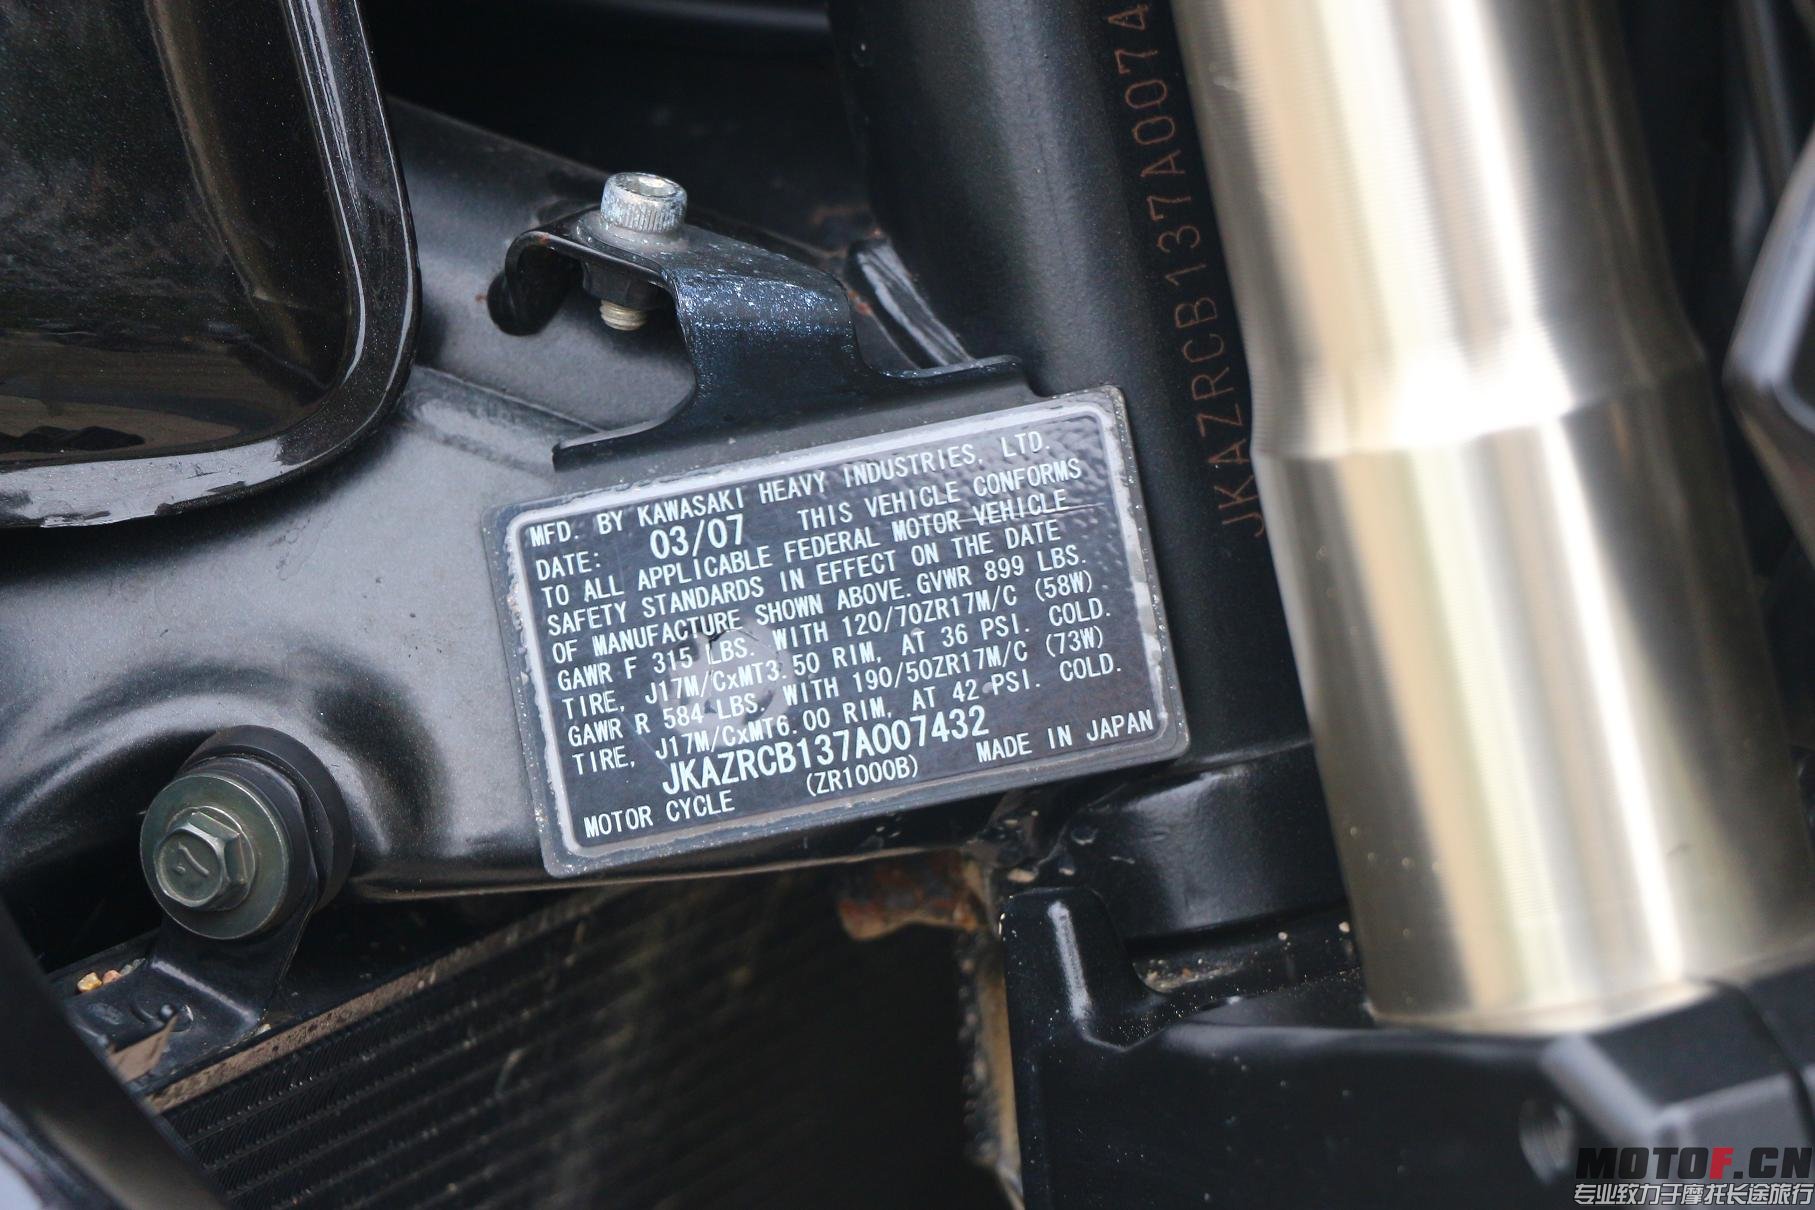 MFD. BY KAWASAKI HEAVY INDUSTRIES, LTD.
DATE: 03/07 THIS VEHICLE CONFORMS
TO ALL APPLICABLE FEDERAL MOTOR VEHICLE
SAFETY STANDARDS IN EFFECT ON THE DATE
OF MANUFACTURE SHOWN ABOVE. GVWR 899 LBS.
GAWR F 315 LBS. WITH 120/70ZR17M/C (58W)
TIRE, J17M/CxMT3.50 RIM, AT 36 PSI. COLD.
GAWR R 584 LBS. WITH 190/50ZR17M/C (73W)
TIRE, J17M/CxMT6.00 RIM, AT 42 PSI. COLD.
JKAZRCB137A007432
MOTOR CYCLE (ZR1000B) MADE IN JAPAN
JKAZRCB137A0074
7
MOTOF.CN
专业致力于摩托长途旅行